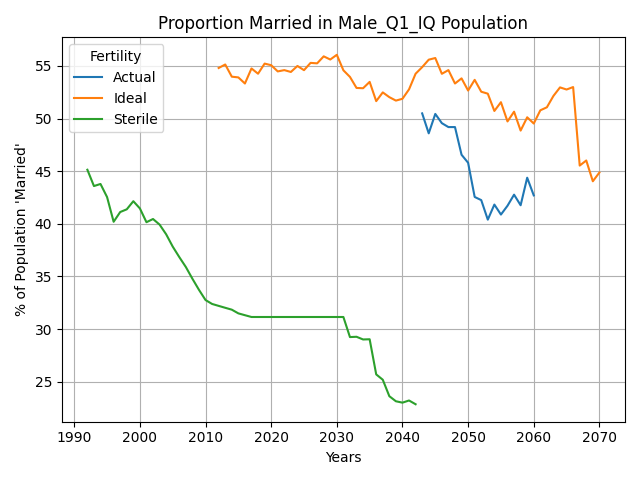 Proportion Married in Male_Q1_IQ Population
% of Population 'Married'
55
50
45
40
35
30
25
Fertility
Actual
Ideal
Sterile
1990 2000 2010 2020 2030 2040 2050 2060 2070
Years